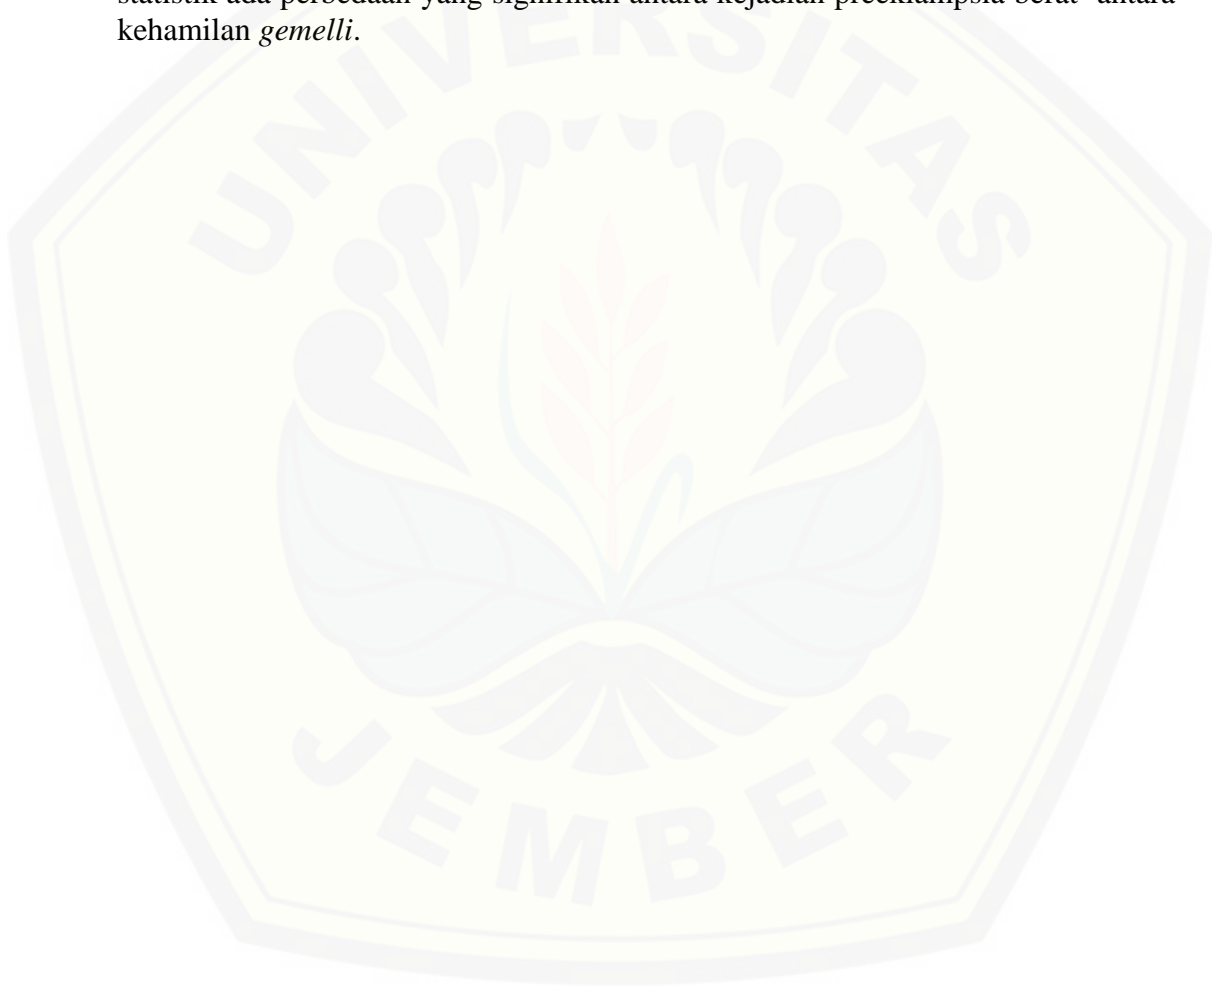 statistik ada perbedaan yang signifikan antara kejadian preeklampsia berat antara
kehamilan gemelli.
UNIVERSITAS
JEMBER